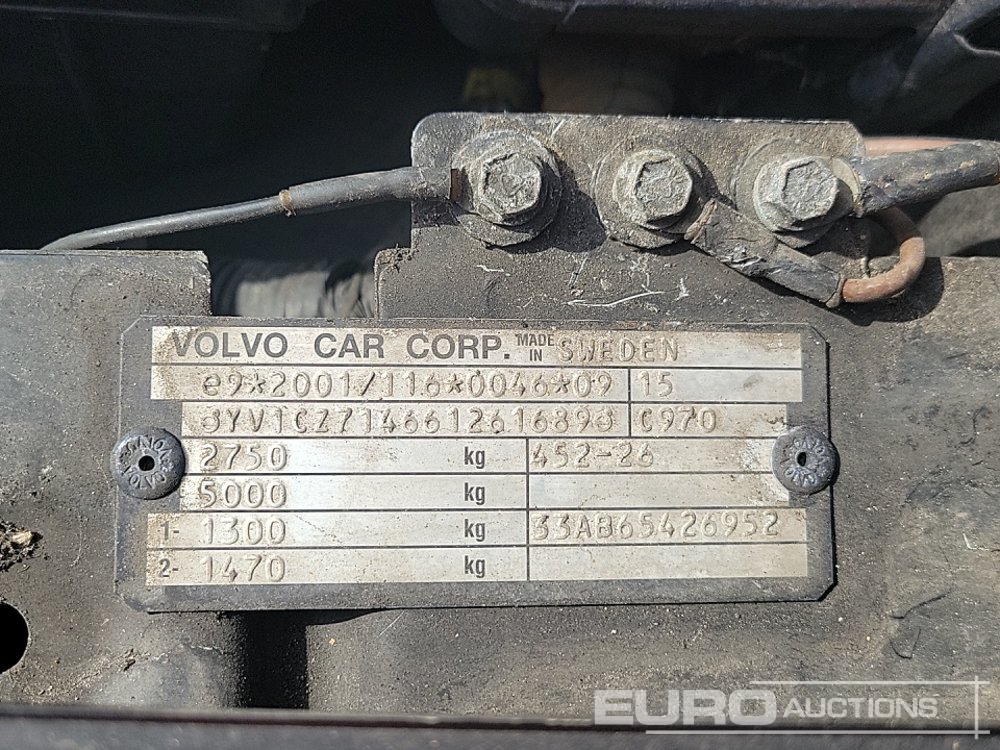 VOLVO CAR CORP. MADE IN SWEDEN
e9*2001/116*0046*09 15
YV1CZ714661261689 C970
2750 kg 452-26
5000 kg
1- 1300 kg 33AB65426952
2- 1470 kg
EURO AUCTIONS